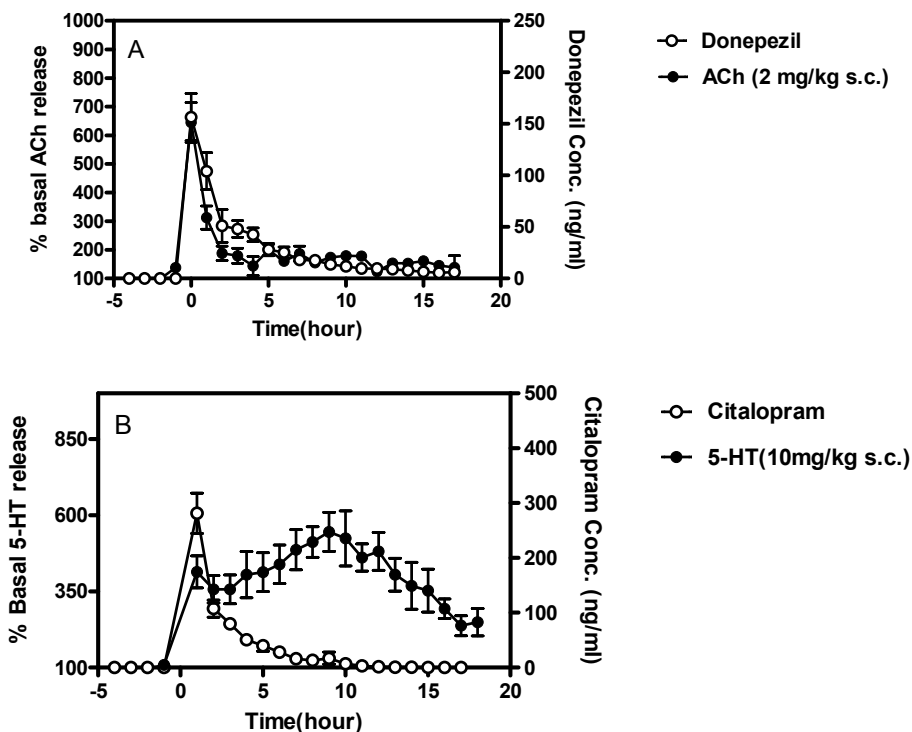 A
% basal ACh release
1000
900
800
700
600
500
400
300
200
100
-5
0
5
10
15
20
Time(hour)
250
200
150
100
50
0
Donepezil Conc.
(ng/ml)
Donepezil
ACh (2 mg/kg s.c.)
B
% Basal 5-HT release
850
600
350
100
-5
0
5
10
15
20
Time(hour)
500
400
300
200
100
0
Citalopram Conc. (ng/ml)
Citalopram
5-HT(10mg/kg s.c.)